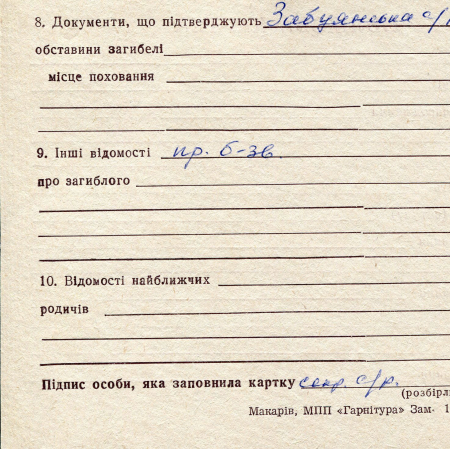 8. Документи, що підтверджують Забуянська с/р
обставини загибелі
місце поховання
9. Інші відомості пр. б-зв.
про загиблого
10. Відомості найближчих
родичів
Підпис особи, яка заповнила картку секр. с/р.
(розбірл
Макарів, МПП «Гарнітура» Зам. 1